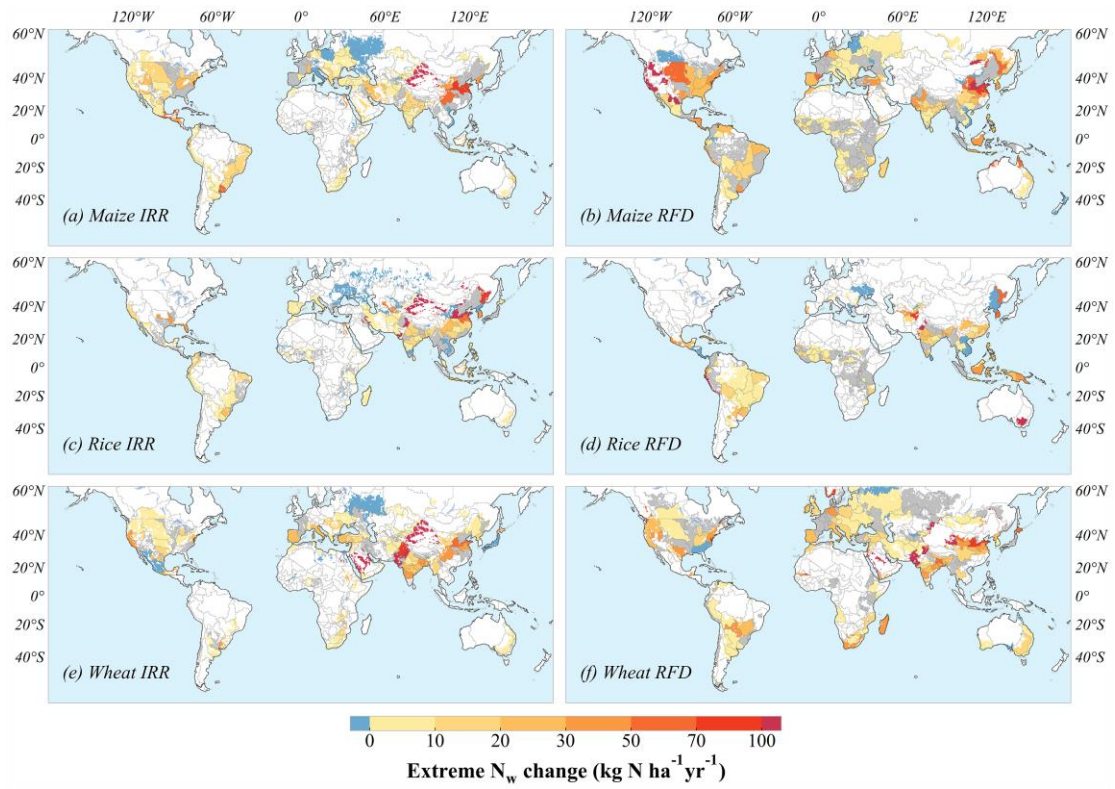 120°W 60°W 0° 60°E 120°E 120°W 60°W 0° 60°E 120°E
60°N 60°N
40°N 40°N
20°N 20°N
0° 0°
20°S 20°S
40°S 40°S
(a) Maize IRR (b) Maize RFD
60°N 60°N
40°N 40°N
20°N 20°N
0° 0°
20°S 20°S
40°S 40°S
(c) Rice IRR (d) Rice RFD
60°N 60°N
40°N 40°N
20°N 20°N
0° 0°
20°S 20°S
40°S 40°S
(e) Wheat IRR (f) Wheat RFD
0 10 20 30 50 70 100
Extreme N_w change (kg N ha⁻¹yr⁻¹)